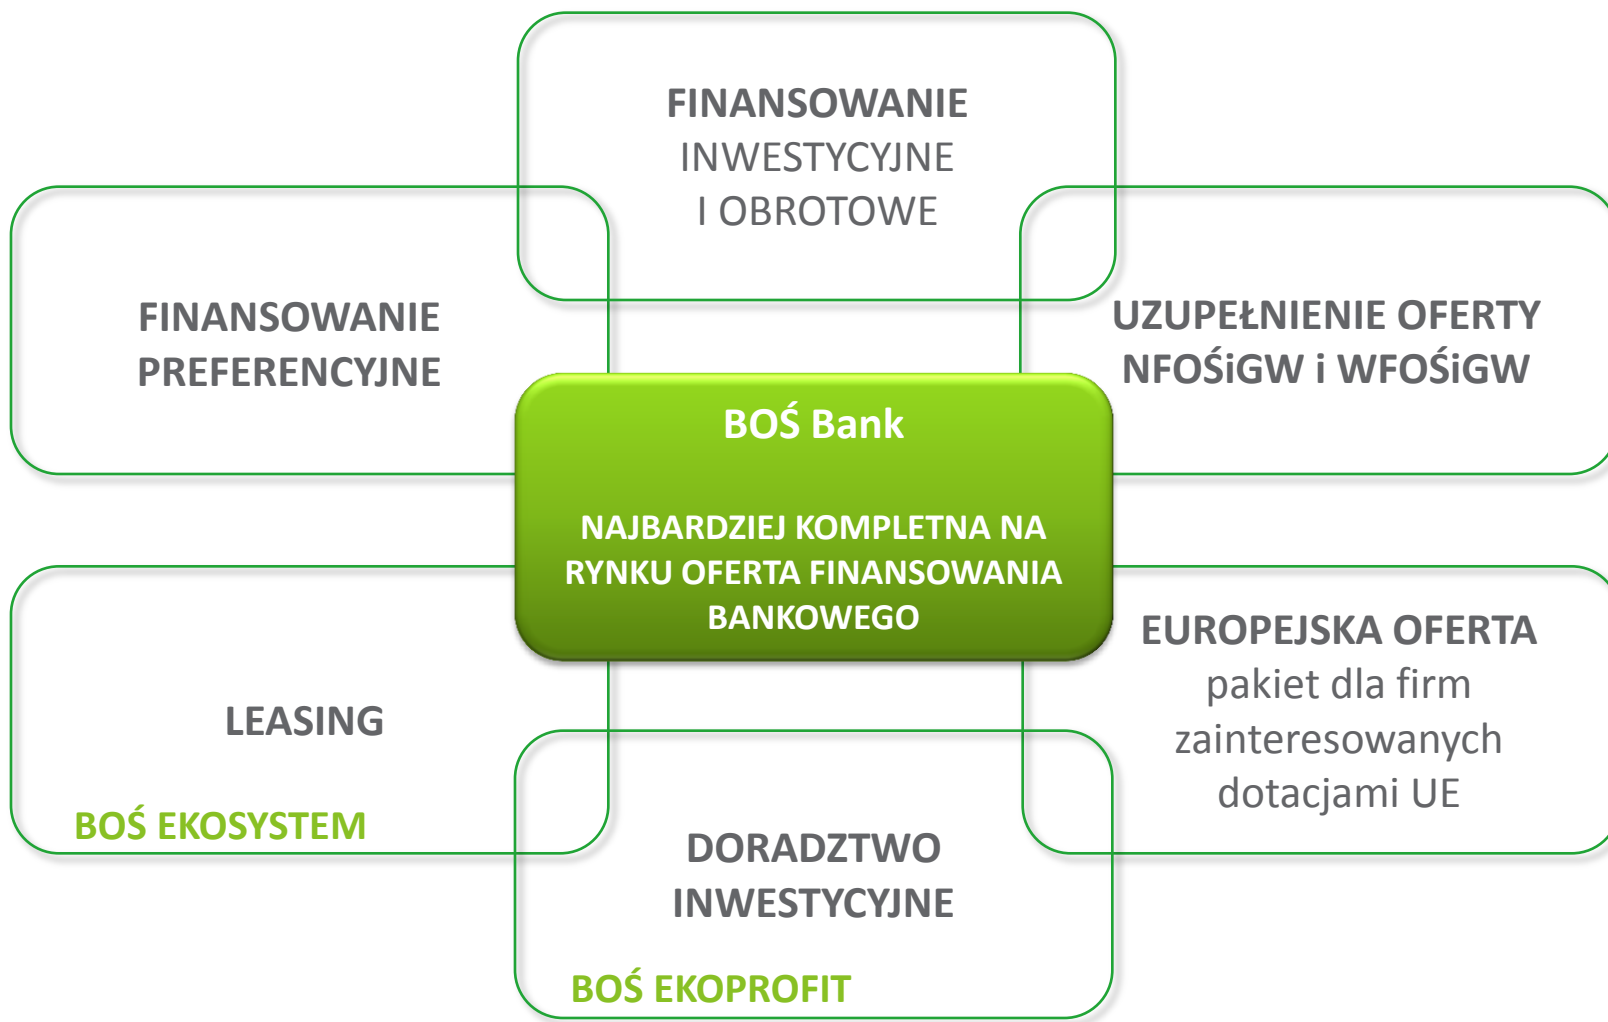 FINANSOWANIE
INWESTYCYJNE
I OBROTOWE
FINANSOWANIE
PREFERENCYJNE
UZUPEŁNIENIE OFERTY
NFOŚiGW i WFOŚiGW
BOŚ Bank
NAJBARDZIEJ KOMPLETNA NA
RYNKU OFERTA FINANSOWANIA
BANKOWEGO
LEASING
BOŚ EKOSYSTEM
EUROPEJSKA OFERTA
pakiet dla firm
zainteresowanych
dotacjami UE
DORADZTWO
INWESTYCYJNE
BOŚ EKOPROFIT